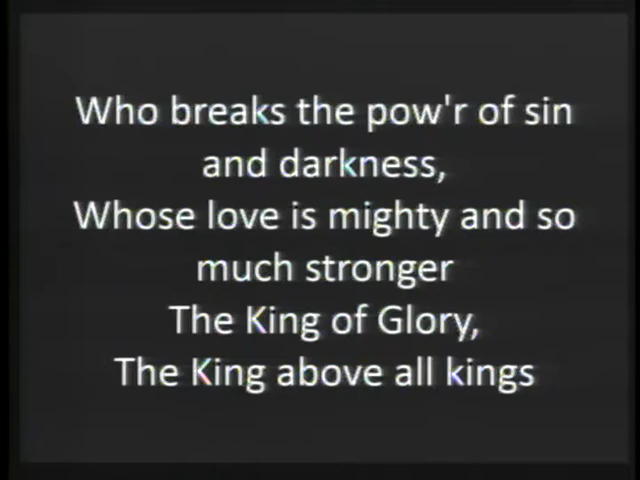 Who breaks the pow'r of sin
and darkness,
Whose love is mighty and so
much stronger
The King of Glory,
The King above all kings